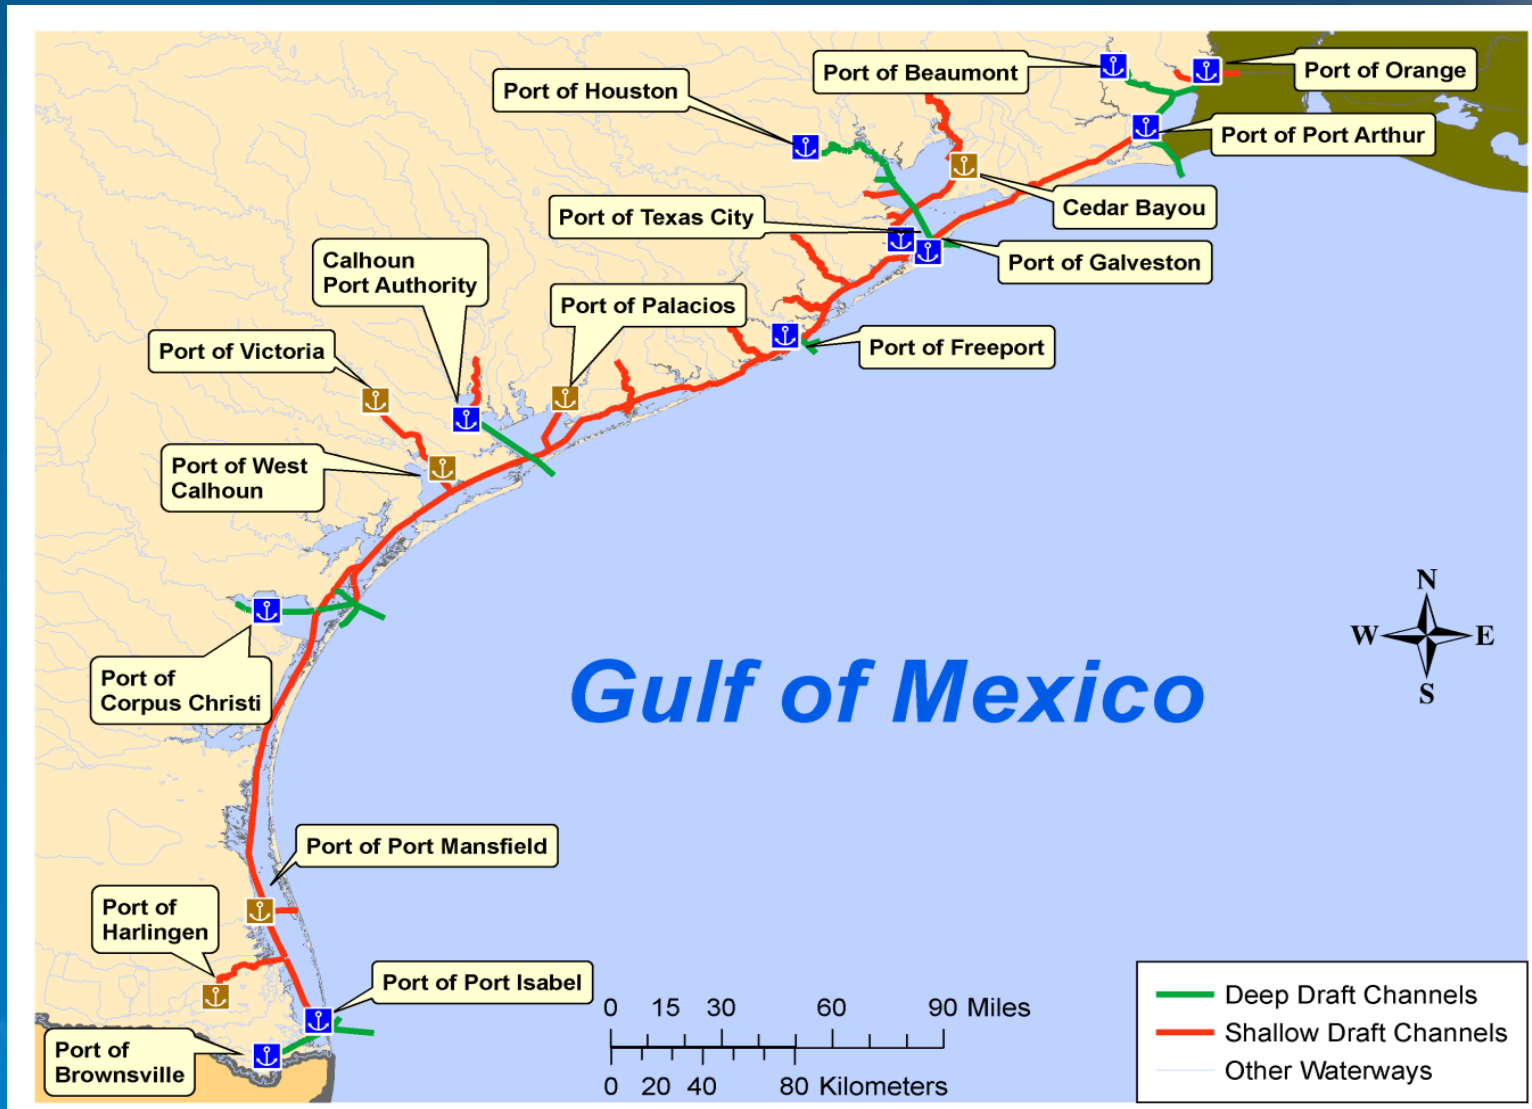 Port of Beaumont
Port of Orange
Port of Houston
Port of Port Arthur
Cedar Bayou
Port of Texas City
Port of Galveston
Calhoun
Port Authority
Port of Palacios
Port of Freeport
Port of Victoria
Port of West
Calhoun
Port of
Corpus Christi
Gulf of Mexico
N
W
E
S
Port of Port Mansfield
Port of
Harlingen
Port of Port Isabel
Port of
Brownsville
0 15 30 60 90 Miles
0 20 40 80 Kilometers
Deep Draft Channels
Shallow Draft Channels
Other Waterways